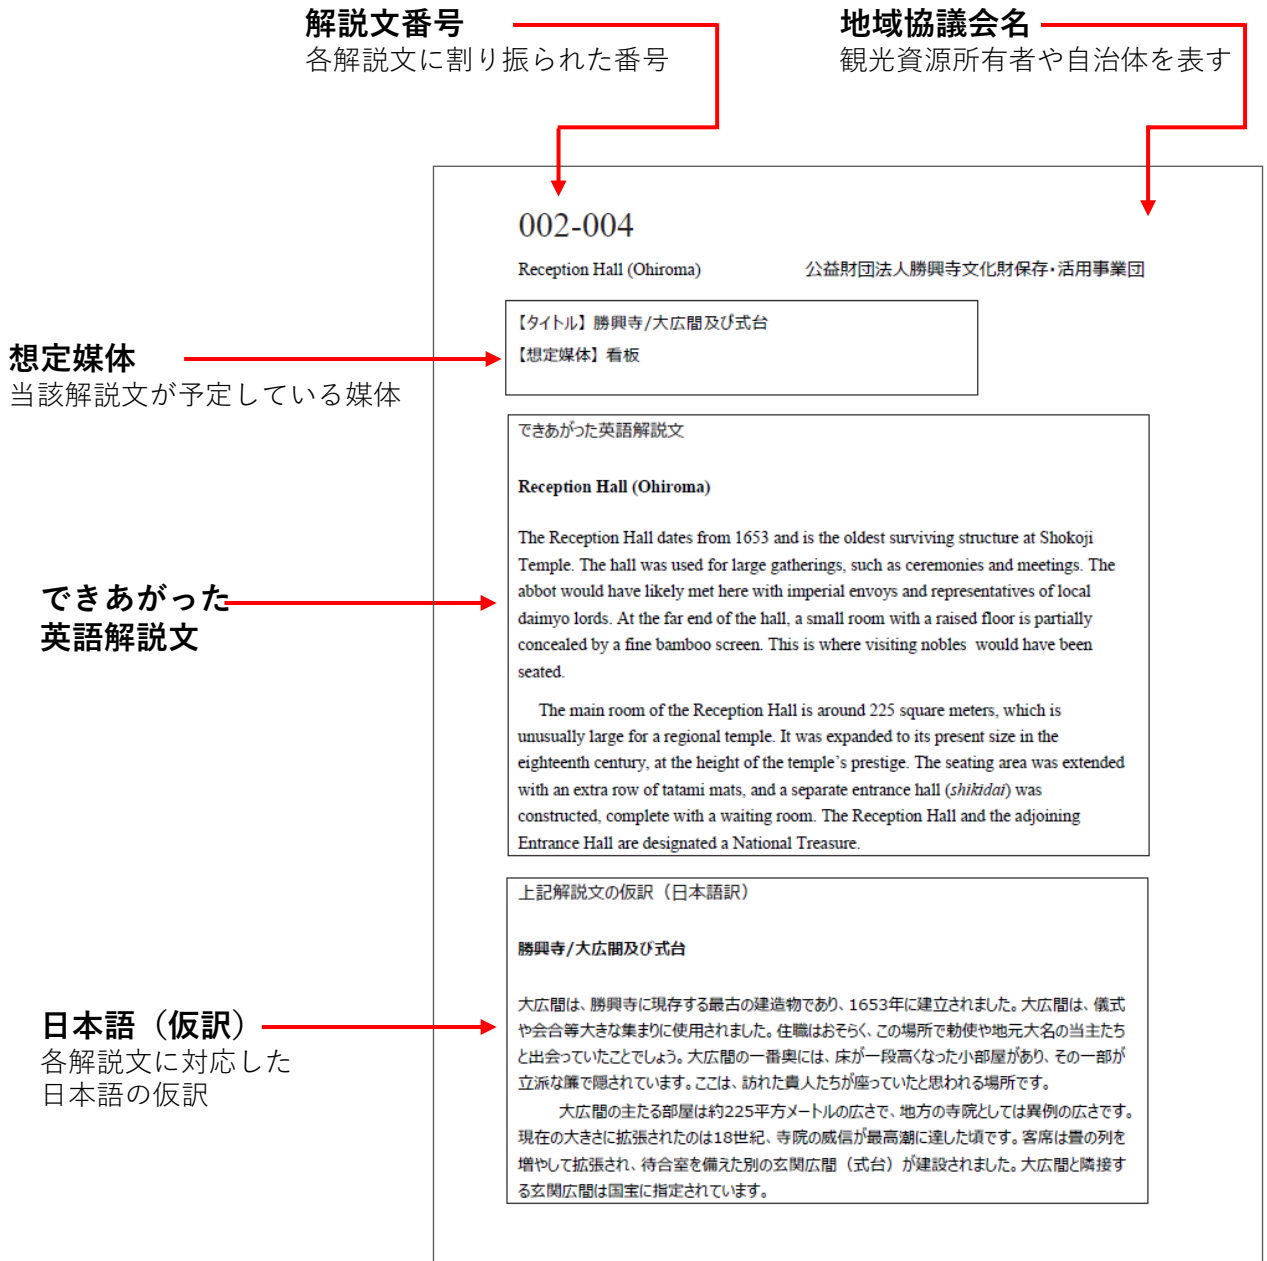 解説文番号
各解説文に割り振られた番号
地域協議会名
観光資源所有者や自治体を表す
002-004
Reception Hall (Ohiroma)
公益財団法人勝興寺文化財保存・活用事業団
【タイトル】勝興寺/大広間及び式台
【想定媒体】看板
想定媒体
当該解説文が予定している媒体
できあがった英語解説文
Reception Hall (Ohiroma)
The Reception Hall dates from 1653 and is the oldest surviving structure at Shokoji
Temple. The hall was used for large gatherings, such as ceremonies and meetings. The
abbot would have likely met here with imperial envoys and representatives of local
daimyo lords. At the far end of the hall, a small room with a raised floor is partially
concealed by a fine bamboo screen. This is where visiting nobles would have been
seated.
The main room of the Reception Hall is around 225 square meters, which is
unusually large for a regional temple. It was expanded to its present size in the
eighteenth century, at the height of the temple’s prestige. The seating area was extended
with an extra row of tatami mats, and a separate entrance hall (shikidai) was
constructed, complete with a waiting room. The Reception Hall and the adjoining
Entrance Hall are designated a National Treasure.
できあがった
英語解説文
上記解説文の仮訳（日本語訳）
勝興寺/大広間及び式台
大広間は、勝興寺に現存する最古の建造物であり、1653年に建立されました。大広間は、儀式
や会合等大きな集まりに使用されました。住職はおそらく、この場所で勅使や地元大名の当主たち
と出会っていたことでしょう。大広間の一番奥には、床が一段高くなった小部屋があり、その一部が
立派な簾で隠されています。ここは、訪れた貴人たちが座っていたと思われる場所です。
大広間の主たる部屋は約225平方メートルの広さで、地方の寺院としては異例の広さです。
現在の大きさに拡張されたのは18世紀、寺院の威信が最高潮に達した頃です。客席は畳の列を
増やして拡張され、待合室を備えた別の玄関広間（式台）が建設されました。大広間と隣接す
る玄関広間は国宝に指定されています。
日本語（仮訳）
各解説文に対応した
日本語の仮訳